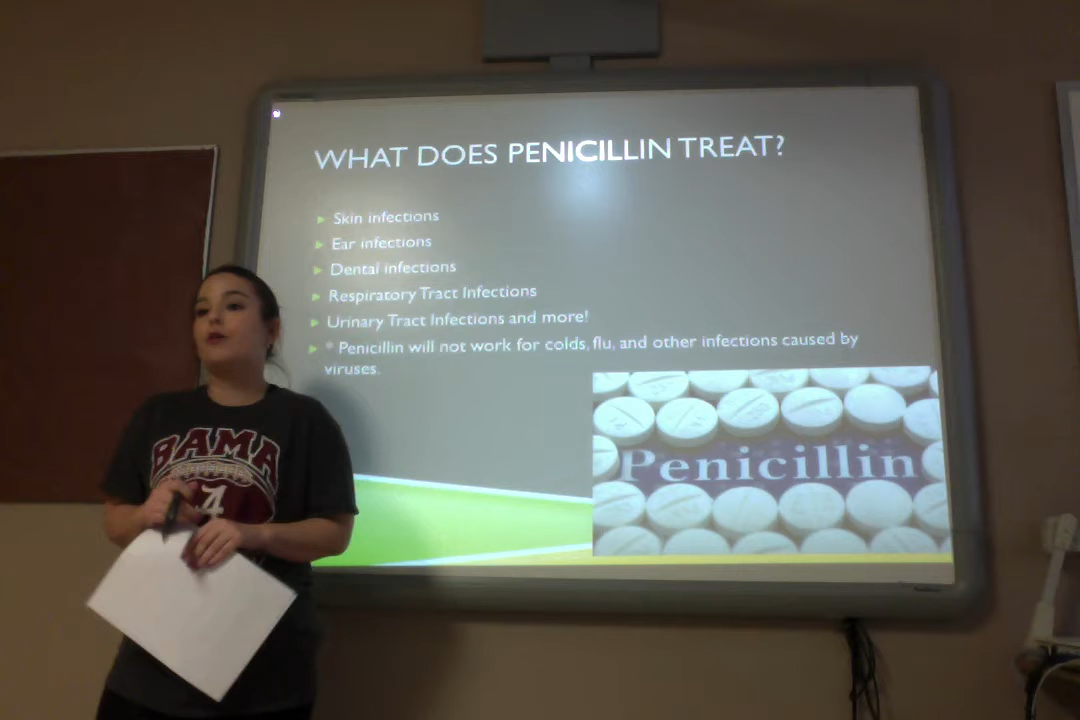 WHAT DOES PENICILLIN TREAT?
Skin infections
Ear infections
Dental infections
Respiratory Tract Infections
Urinary Tract Infections and more!
* Penicillin will not work for colds, flu, and other infections caused by
viruses.
Penicillin
BAMA
A